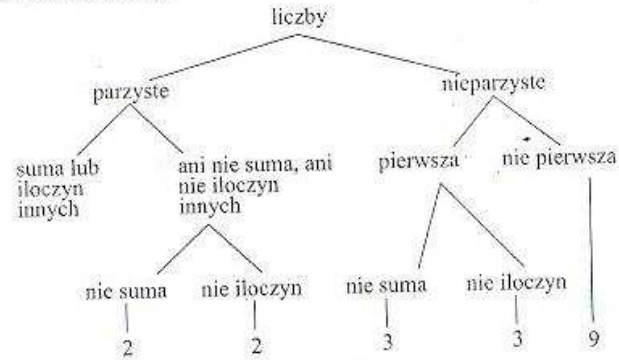 liczby
parzyste
nieparzyste
suma lub
iloczyn
innych
ani nie suma, ani
nie iloczyn
innych
pierwsza
nie pierwsza
nie suma
nie iloczyn
nie suma
nie iloczyn
2
2
3
3
9